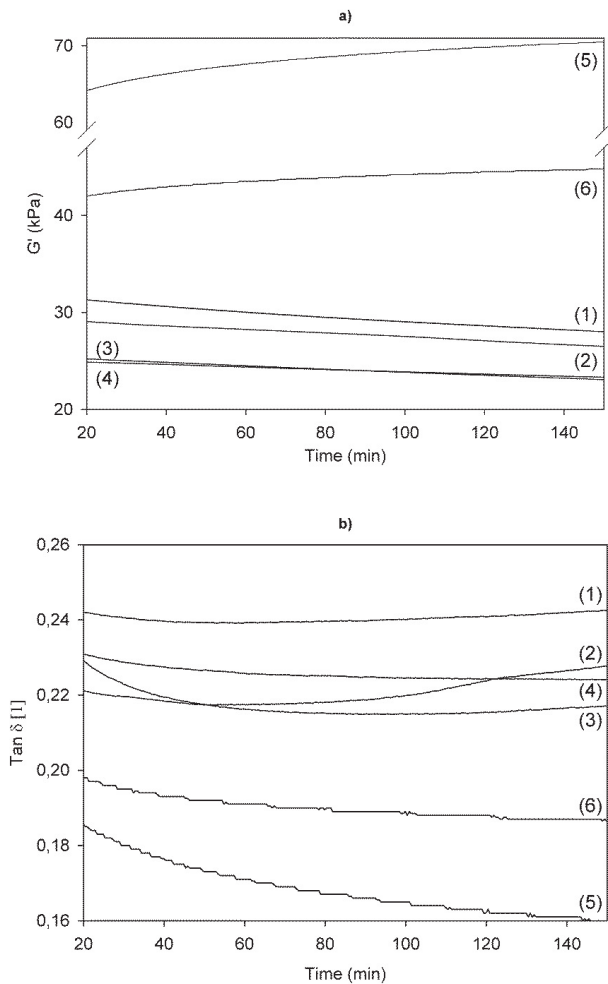 a)
70
(5)
60
(6)
40
G' (kPa)
(1)
30
(3)
(2)
(4)
20
20 40 60 80 100 120 140
Time (min)
b)
0,26
(1)
0,24
(2)
0,22
(4)
(3)
Tan δ [1]
0,20
(6)
0,18
(5)
0,16
20 40 60 80 100 120 140
Time (min)